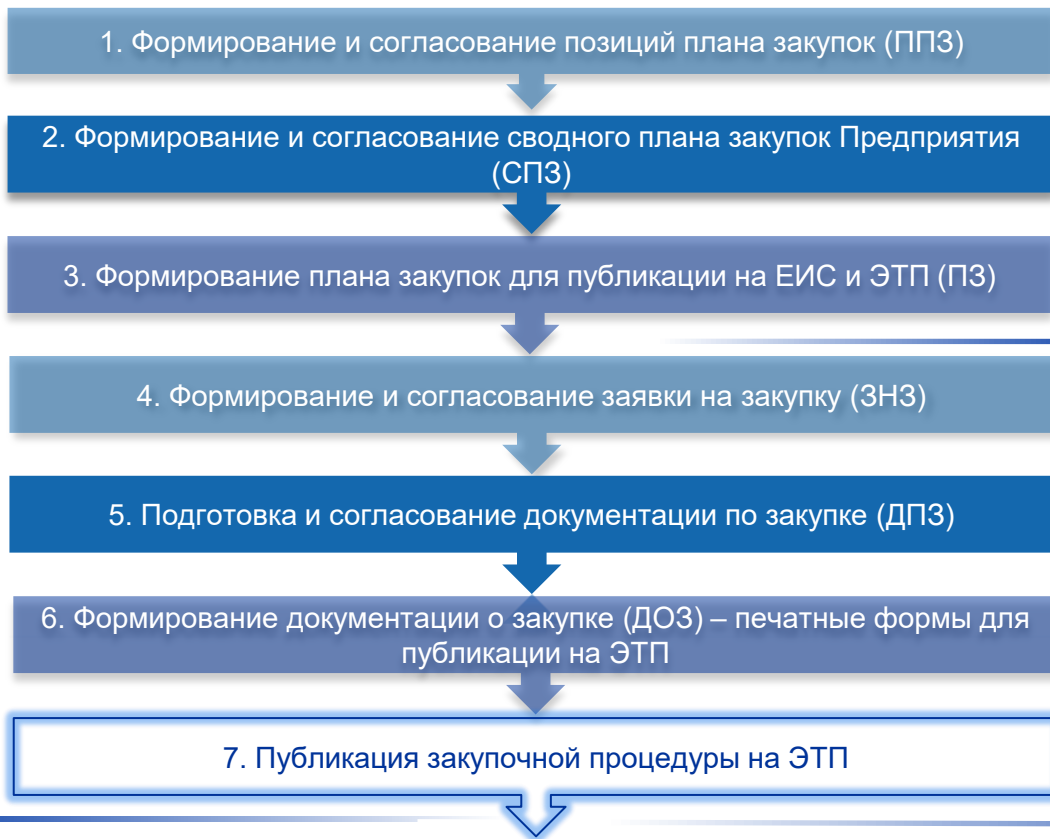 1. Формирование и согласование позиций плана закупок (ППЗ)
2. Формирование и согласование сводного плана закупок Предприятия
(СПЗ)
3. Формирование плана закупок для публикации на ЕИС и ЭТП (ПЗ)
4. Формирование и согласование заявки на закупку (ЗНЗ)
5. Подготовка и согласование документации по закупке (ДПЗ)
6. Формирование документации о закупке (ДОЗ) – печатные формы для
публикации на ЭТП
7. Публикация закупочной процедуры на ЭТП